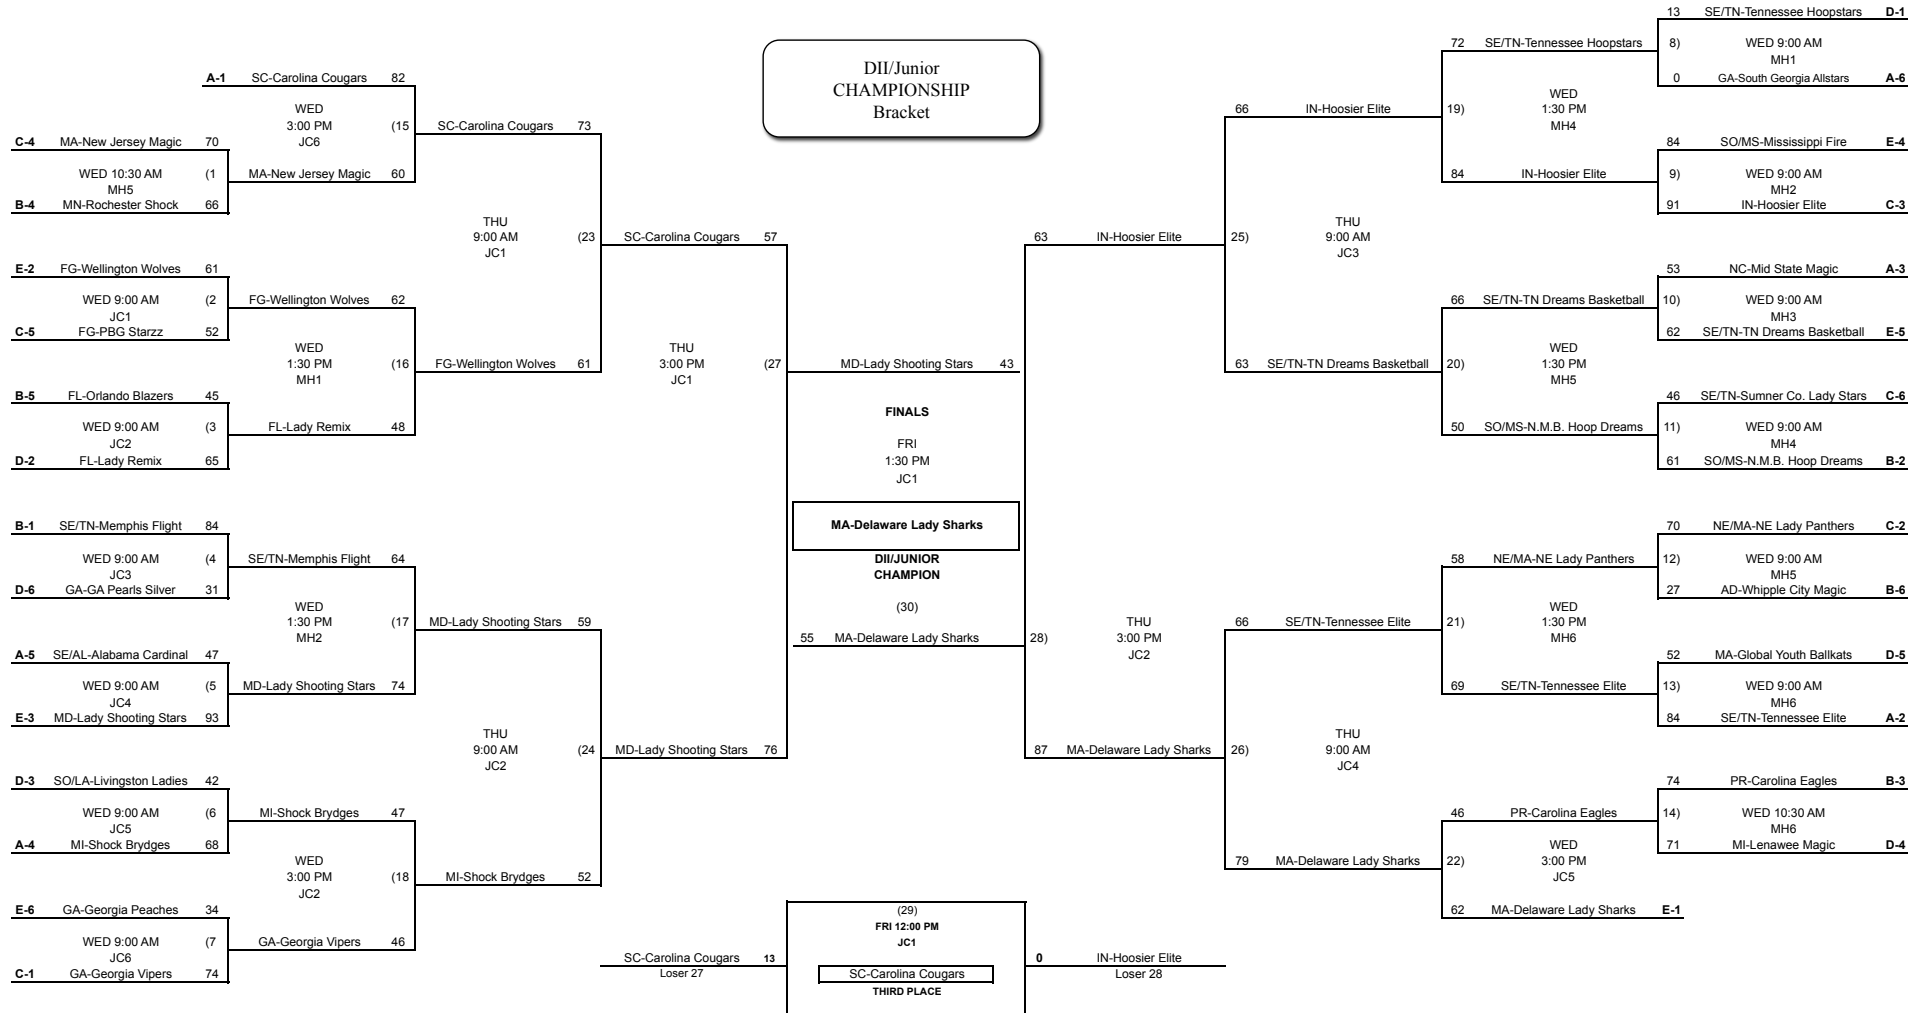 DII/Junior
CHAMPIONSHIP
Bracket
A-1 SC-Carolina Cougars 82
WED
3:00 PM (15
JC6
C-4 MA-New Jersey Magic 70
WED 10:30 AM (1
MH5
B-4 MN-Rochester Shock 66
MA-New Jersey Magic 60
SC-Carolina Cougars 73
E-2 FG-Wellington Wolves 61
WED 9:00 AM (2
JC1
C-5 FG-PBG Starzz 52
FG-Wellington Wolves 62
WED
1:30 PM (16
MH1
B-5 FL-Orlando Blazers 45
WED 9:00 AM (3
JC2
D-2 FL-Lady Remix 65
FL-Lady Remix 48
FG-Wellington Wolves 61
THU
9:00 AM (23
JC1
SC-Carolina Cougars 57
B-1 SE/TN-Memphis Flight 84
WED 9:00 AM (4
JC3
D-6 GA-GA Pearls Silver 31
SE/TN-Memphis Flight 64
WED
1:30 PM (17
MH2
A-5 SE/AL-Alabama Cardinal 47
WED 9:00 AM (5
JC4
E-3 MD-Lady Shooting Stars 93
MD-Lady Shooting Stars 74
MD-Lady Shooting Stars 59
D-3 SO/LA-Livingston Ladies 42
WED 9:00 AM (6
JC5
A-4 MI-Shock Brydges 68
MI-Shock Brydges 47
WED
3:00 PM (18
JC2
E-6 GA-Georgia Peaches 34
WED 9:00 AM (7
JC6
C-1 GA-Georgia Vipers 74
GA-Georgia Vipers 46
MI-Shock Brydges 52
THU
9:00 AM (24
JC2
MD-Lady Shooting Stars 76
THU
3:00 PM (27
JC1
MD-Lady Shooting Stars 43
FINALS
FRI
1:30 PM
JC1
MA-Delaware Lady Sharks
DII/JUNIOR
CHAMPION
(30)
55 MA-Delaware Lady Sharks
28) THU
3:00 PM
JC2
63 IN-Hoosier Elite
25) THU
9:00 AM
JC3
66 IN-Hoosier Elite
19) WED
1:30 PM
MH4
72 SE/TN-Tennessee Hoopstars
13 SE/TN-Tennessee Hoopstars D-1
8) WED 9:00 AM
MH1
0 GA-South Georgia Allstars A-6
84 IN-Hoosier Elite
84 SO/MS-Mississippi Fire E-4
9) WED 9:00 AM
MH2
91 IN-Hoosier Elite C-3
63 SE/TN-TN Dreams Basketball
20) WED
1:30 PM
MH5
66 SE/TN-TN Dreams Basketball
53 NC-Mid State Magic A-3
10) WED 9:00 AM
MH3
62 SE/TN-TN Dreams Basketball E-5
50 SO/MS-N.M.B. Hoop Dreams
46 SE/TN-Sumner Co. Lady Stars C-6
11) WED 9:00 AM
MH4
61 SO/MS-N.M.B. Hoop Dreams B-2
87 MA-Delaware Lady Sharks
26) THU
9:00 AM
JC4
66 SE/TN-Tennessee Elite
21) WED
1:30 PM
MH6
58 NE/MA-NE Lady Panthers
70 NE/MA-NE Lady Panthers C-2
12) WED 9:00 AM
MH5
27 AD-Whipple City Magic B-6
69 SE/TN-Tennessee Elite
52 MA-Global Youth Ballkats D-5
13) WED 9:00 AM
MH6
84 SE/TN-Tennessee Elite A-2
79 MA-Delaware Lady Sharks
22) WED
3:00 PM
JC5
46 PR-Carolina Eagles
74 PR-Carolina Eagles B-3
14) WED 10:30 AM
MH6
71 MI-Lenawee Magic D-4
62 MA-Delaware Lady Sharks E-1
(29)
FRI 12:00 PM
JC1
SC-Carolina Cougars 13
Loser 27
0 IN-Hoosier Elite
Loser 28
SC-Carolina Cougars
THIRD PLACE